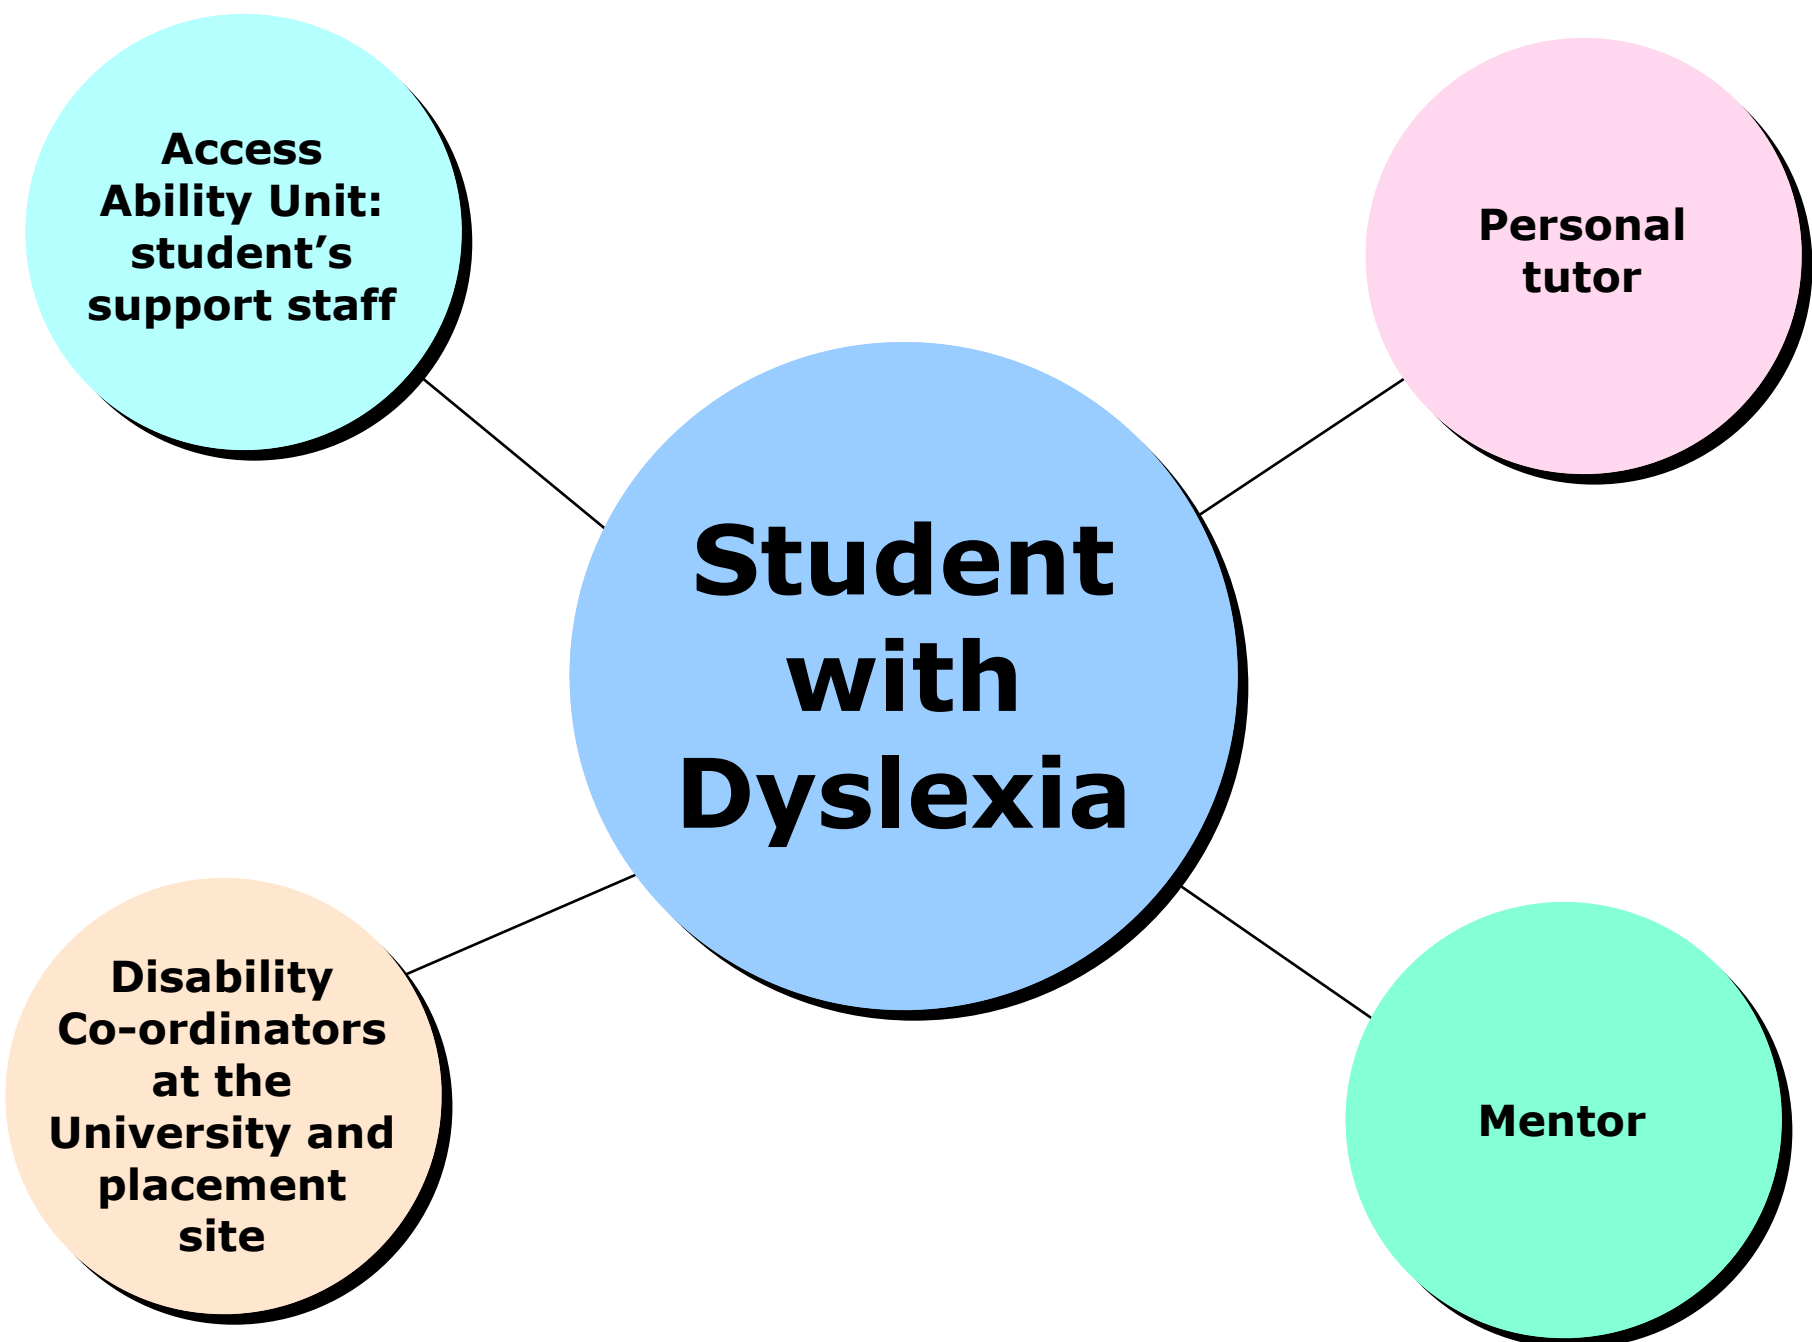 Access
Ability Unit:
student’s
support staff
Personal
tutor
Student
with
Dyslexia
Disability
Co-ordinators
at the
University and
placement
site
Mentor